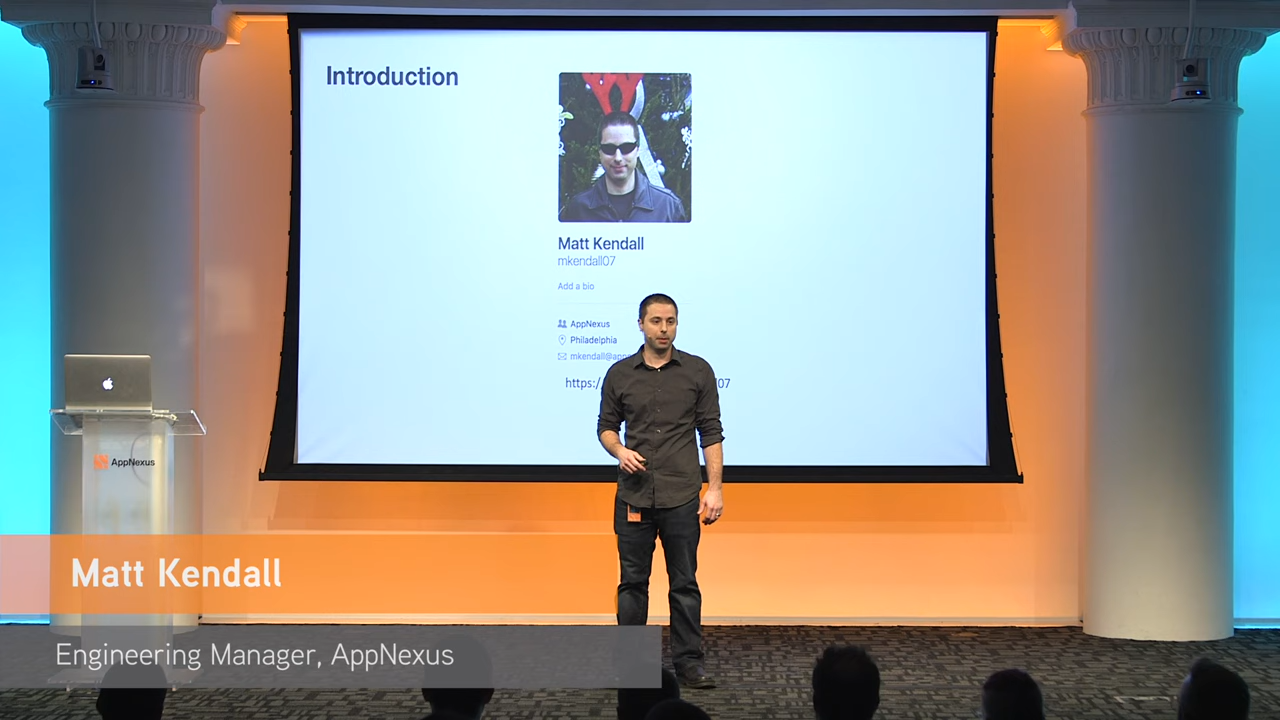 Introduction
Matt Kendall
mkendall07
Add a bio
AppNexus
Philadelphia
https:/
07
AppNexus
Matt Kendall
Engineering Manager, AppNexus